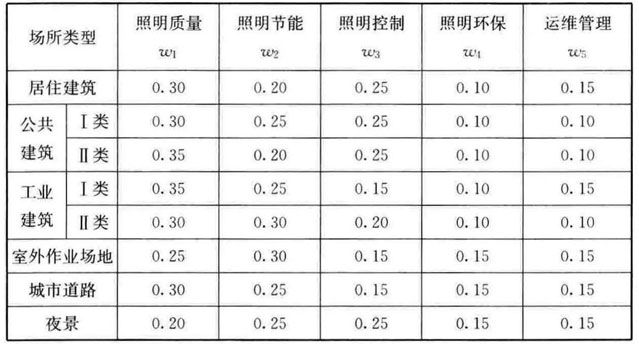 场所类型 照明质量 w1 照明节能 w2 照明控制 w3 照明环保 w4 运维管理 w5
居住建筑 0.30 0.20 0.25 0.10 0.15
公共建筑 Ⅰ类 0.30 0.25 0.25 0.10 0.10
Ⅱ类 0.35 0.20 0.25 0.10 0.10
工业建筑 Ⅰ类 0.35 0.25 0.15 0.10 0.15
Ⅱ类 0.30 0.30 0.20 0.10 0.10
室外作业场地 0.25 0.30 0.15 0.15 0.15
城市道路 0.30 0.25 0.15 0.15 0.15
夜景 0.20 0.25 0.25 0.15 0.15